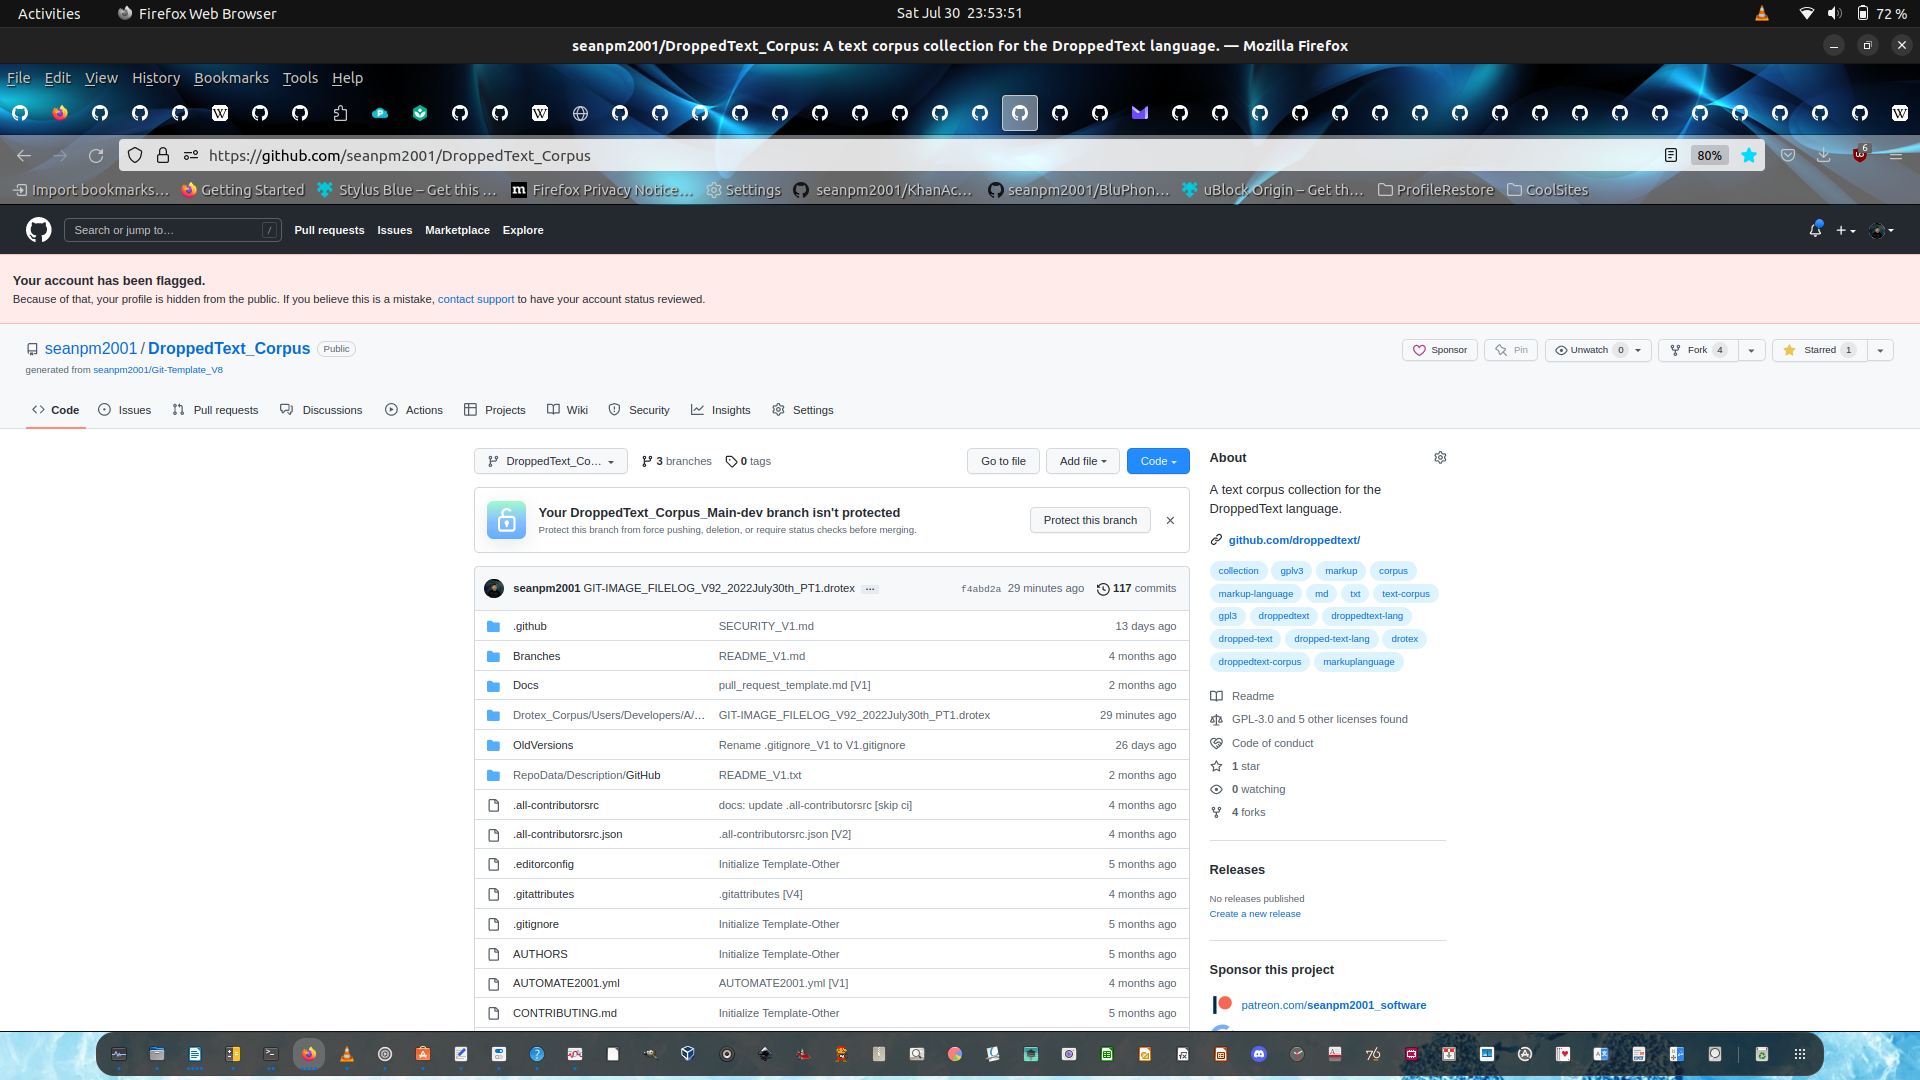 Activities
Firefox Web Browser
Sat Jul 30 23:53:51
72 %
seanpm2001/DroppedText_Corpus: A text corpus collection for the DroppedText language. — Mozilla Firefox
File Edit View History Bookmarks Tools Help
https://github.com/seanpm2001/DroppedText_Corpus
80%
6
Import bookmarks…
Getting Started
Stylus Blue – Get this …
Firefox Privacy Notice…
Settings
seanpm2001/KhanAc…
seanpm2001/BluPhon…
uBlock Origin – Get th…
ProfileRestore
CoolSites
Search or jump to…
/
Pull requests
Issues
Marketplace
Explore
Your account has been flagged.
Because of that, your profile is hidden from the public. If you believe this is a mistake, contact support to have your account status reviewed.
seanpm2001 / DroppedText_Corpus
Public
Sponsor
Pin
Unwatch 0
Fork 4
Starred 1
generated from seanpm2001/Git-Template_V8
Code
Issues
Pull requests
Discussions
Actions
Projects
Wiki
Security
Insights
Settings
DroppedText_Co…
3 branches
0 tags
Go to file
Add file
Code
Your DroppedText_Corpus_Main-dev branch isn't protected
Protect this branch from force pushing, deletion, or require status checks before merging.
Protect this branch
seanpm2001 GIT-IMAGE_FILELOG_V92_2022July30th_PT1.drotex …
f4abd2a 29 minutes ago
117 commits
.github SECURITY_V1.md 13 days ago
Branches README_V1.md 4 months ago
Docs pull_request_template.md [V1] 2 months ago
Drotex_Corpus/Users/Developers/A/… GIT-IMAGE_FILELOG_V92_2022July30th_PT1.drotex 29 minutes ago
OldVersions Rename .gitignore_V1 to V1.gitignore 26 days ago
RepoData/Description/GitHub README_V1.txt 2 months ago
.all-contributorsrc docs: update .all-contributorsrc [skip ci] 4 months ago
.all-contributorsrc.json .all-contributorsrc.json [V2] 4 months ago
.editorconfig Initialize Template-Other 5 months ago
.gitattributes .gitattributes [V4] 4 months ago
.gitignore Initialize Template-Other 5 months ago
AUTHORS Initialize Template-Other 5 months ago
AUTOMATE2001.yml AUTOMATE2001.yml [V1] 4 months ago
CONTRIBUTING.md Initialize Template-Other 5 months ago
About
A text corpus collection for the
DroppedText language.
github.com/droppedtext/
collection gplv3 markup corpus
markup-language md txt text-corpus
gpl3 droppedtext droppedtext-lang
dropped-text dropped-text-lang drotex
droppedtext-corpus markuplanguage
Readme
GPL-3.0 and 5 other licenses found
Code of conduct
1 star
0 watching
4 forks
Releases
No releases published
Create a new release
Sponsor this project
patreon.com/seanpm2001_software